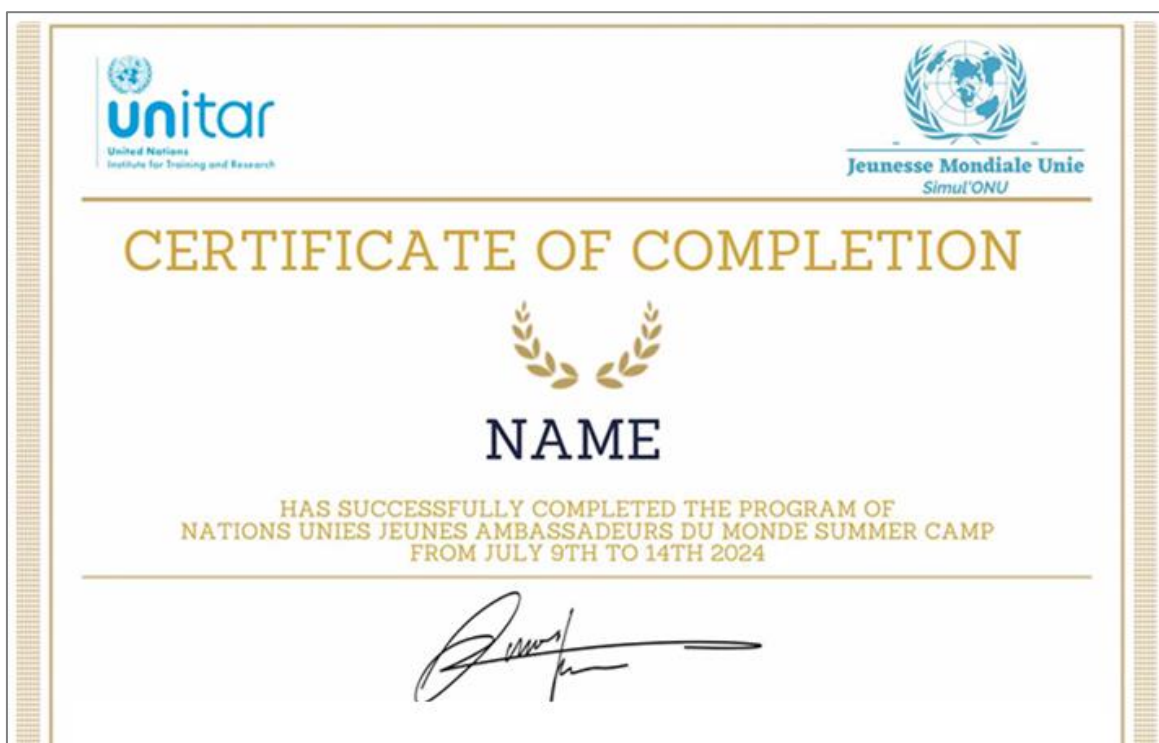 unitar
United Nations
Institute for Training and Research
Jeunesse Mondiale Unie
Simul'ONU
CERTIFICATE OF COMPLETION
NAME
HAS SUCCESSFULLY COMPLETED THE PROGRAM OF
NATIONS UNIES JEUNES AMBASSADEURS DU MONDE SUMMER CAMP
FROM JULY 9TH TO 14TH 2024